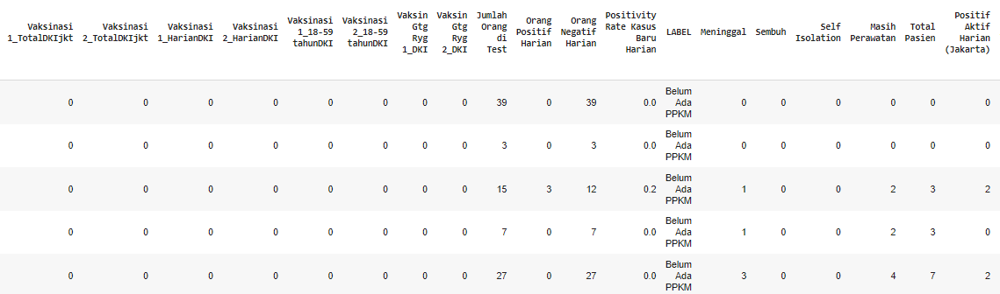 Vaksinasi 1_TotalDKIjkt Vaksinasi 2_TotalDKIjkt Vaksinasi 1_HarianDKI Vaksinasi 2_HarianDKI Vaksinasi 1_18-59 tahunDKI Vaksinasi 2_18-59 tahunDKI Vaksin Gtg Ryg 1_DKI Vaksin Gtg Ryg 2_DKI Jumlah Orang di Test Orang Positif Harian Orang Negatif Harian Positivity Rate Kasus Baru Harian LABEL Meninggal Sembuh Self Isolation Masih Perawatan Total Pasien Positif Aktif Harian (Jakarta)
0 0 0 0 0 0 0 0 39 0 39 0.0 Belum Ada PPKM 0 0 0 0 0 0
0 0 0 0 0 0 0 0 3 0 3 0.0 Belum Ada PPKM 0 0 0 0 0 0
0 0 0 0 0 0 0 0 15 3 12 0.2 Belum Ada PPKM 1 0 0 2 3 2
0 0 0 0 0 0 0 0 7 0 7 0.0 Belum Ada PPKM 1 0 0 2 3 0
0 0 0 0 0 0 0 0 27 0 27 0.0 Belum Ada PPKM 3 0 0 4 7 2